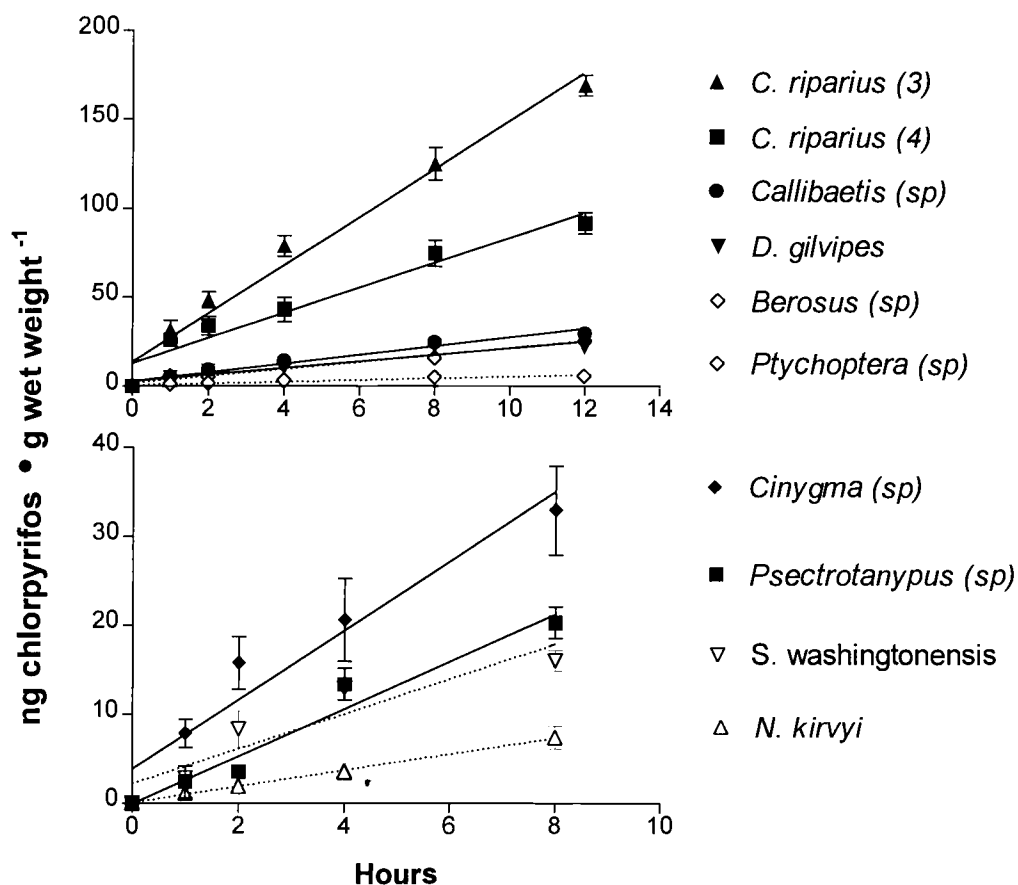 ng chlorpyrifos • g wet weight⁻¹
200
150
100
50
0
0 2 4 6 8 10 12 14
C. riparius (3)
C. riparius (4)
Callibaetis (sp)
D. gilvipes
Berosus (sp)
Ptychoptera (sp)
40
30
20
10
0
0 2 4 6 8 10
Hours
Cinygma (sp)
Psectrotanypus (sp)
S. washingtonensis
N. kirvyi